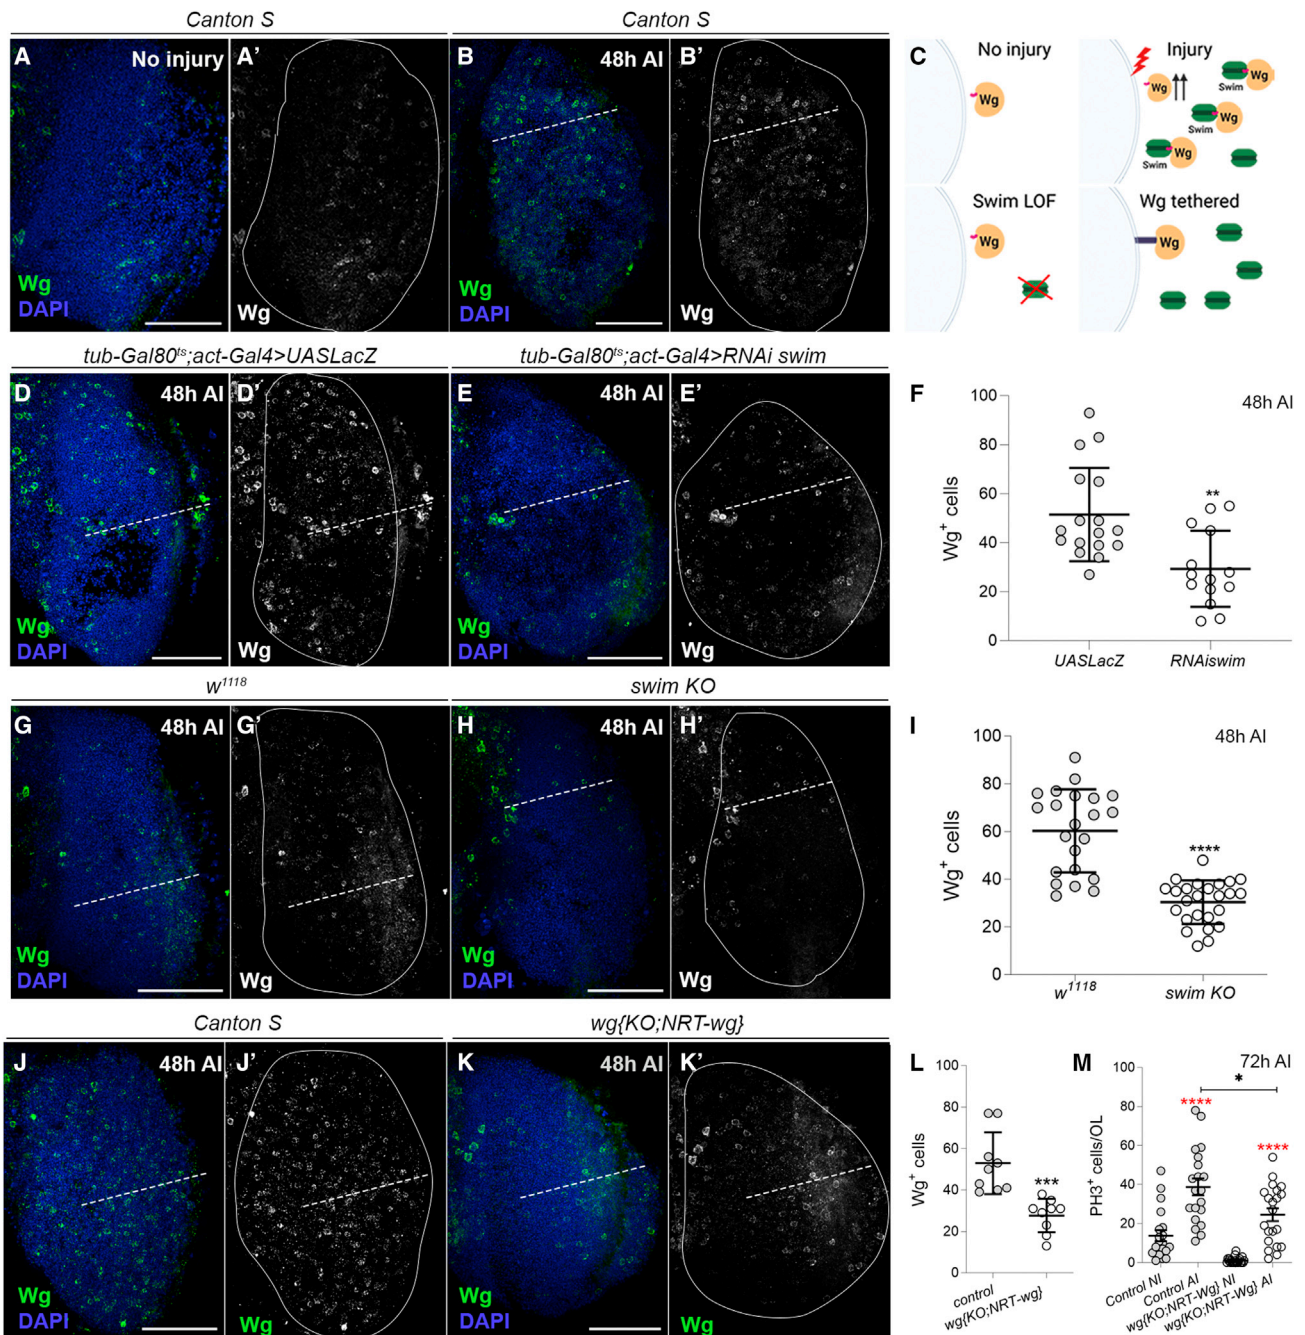 Canton S
Canton S
A
No injury
A'
B
48h AI
B'
Wg
DAPI
Wg
Wg
DAPI
Wg
C
No injury
Injury
Wg
Wg
Swim
Wg
Swim
Wg
Swim
Wg
Swim LOF
Wg tethered
Wg
Wg
tub-Gal80ts;act-Gal4>UASLacZ
tub-Gal80ts;act-Gal4>RNAi swim
D
48h AI
D'
E
48h AI
E'
Wg
DAPI
Wg
Wg
DAPI
Wg
F
48h AI
Wg+ cells
100
80
60
40
20
0
**
UASLacZ
RNAiswim
w1118
swim KO
G
48h AI
G'
H
48h AI
H'
Wg
DAPI
Wg
Wg
DAPI
Wg
I
48h AI
Wg+ cells
100
80
60
40
20
0
****
w1118
swim KO
Canton S
wg{KO;NRT-wg}
J
48h AI
J'
K
48h AI
K'
Wg
DAPI
Wg
Wg
DAPI
Wg
L
Wg+ cells
100
80
60
40
20
0
***
control
wg{KO;NRT-wg}
M
72h AI
PH3+ cells/OL
100
80
60
40
20
0
****
*
****
Control NI
Control AI
wg{KO;NRT-Wg} NI
wg{KO;NRT-Wg} AI